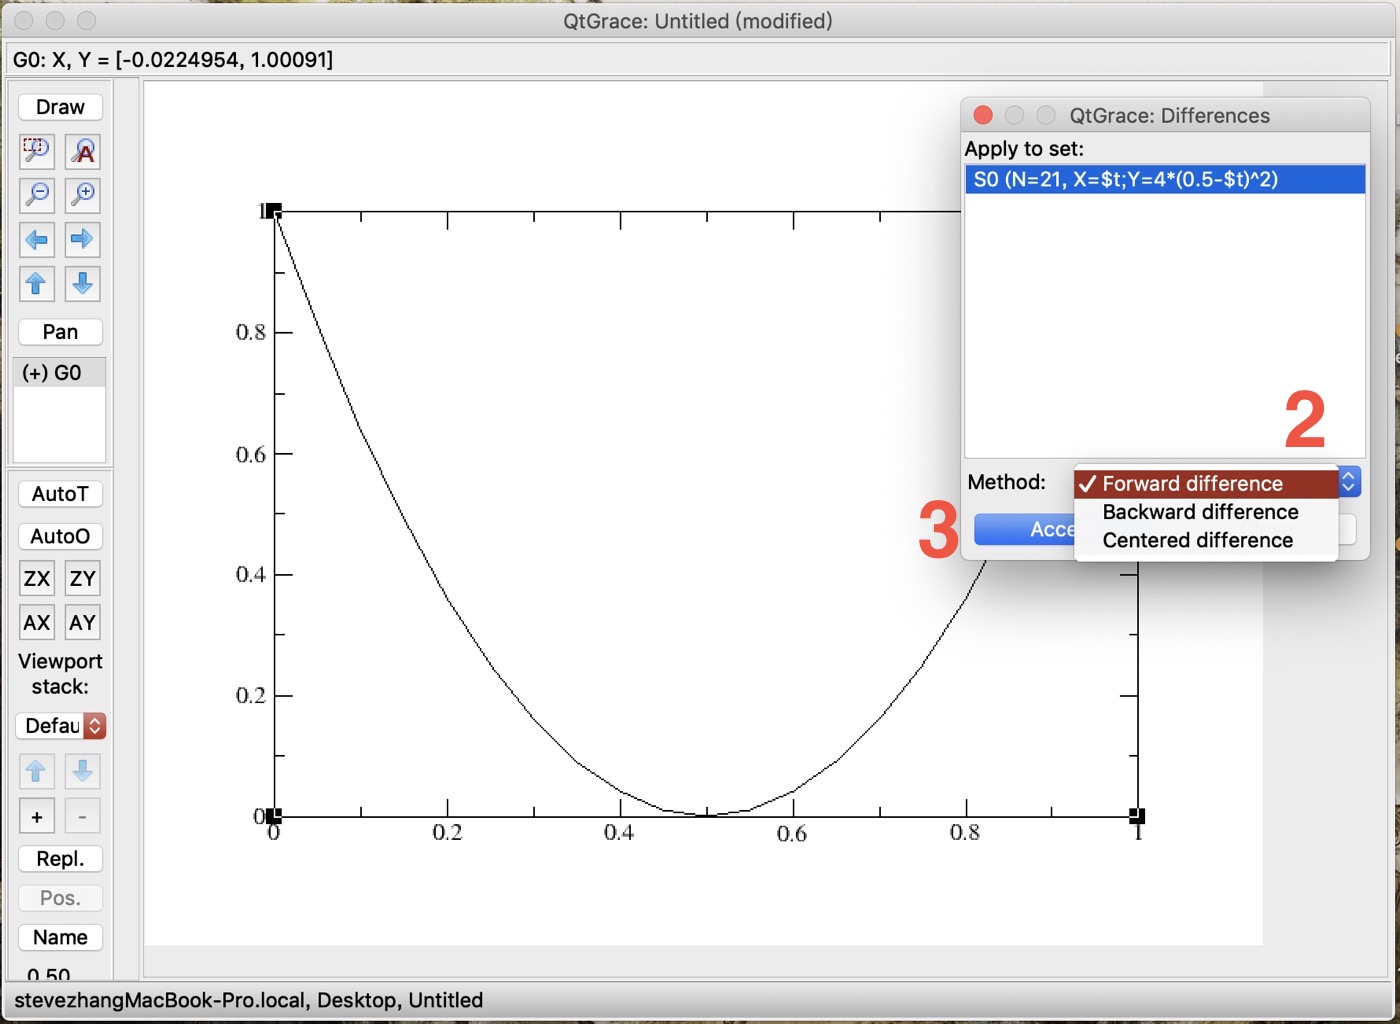 QtGrace: Untitled (modified)
G0: X, Y = [-0.0224954, 1.00091]
Draw
A
Pan
(+) G0
AutoT
AutoO
ZX ZY
AX AY
Viewport
stack:
Defau
+ -
Repl.
Pos.
Name
0.50
1
0.8
0.6
0.4
0.2
0
0 0.2 0.4 0.6 0.8 1
QtGrace: Differences
Apply to set:
S0 (N=21, X=$t;Y=4*(0.5-$t)^2)
2
Method: ✓ Forward difference
Backward difference
Centered difference
3
Acce
stevezhangMacBook-Pro.local, Desktop, Untitled